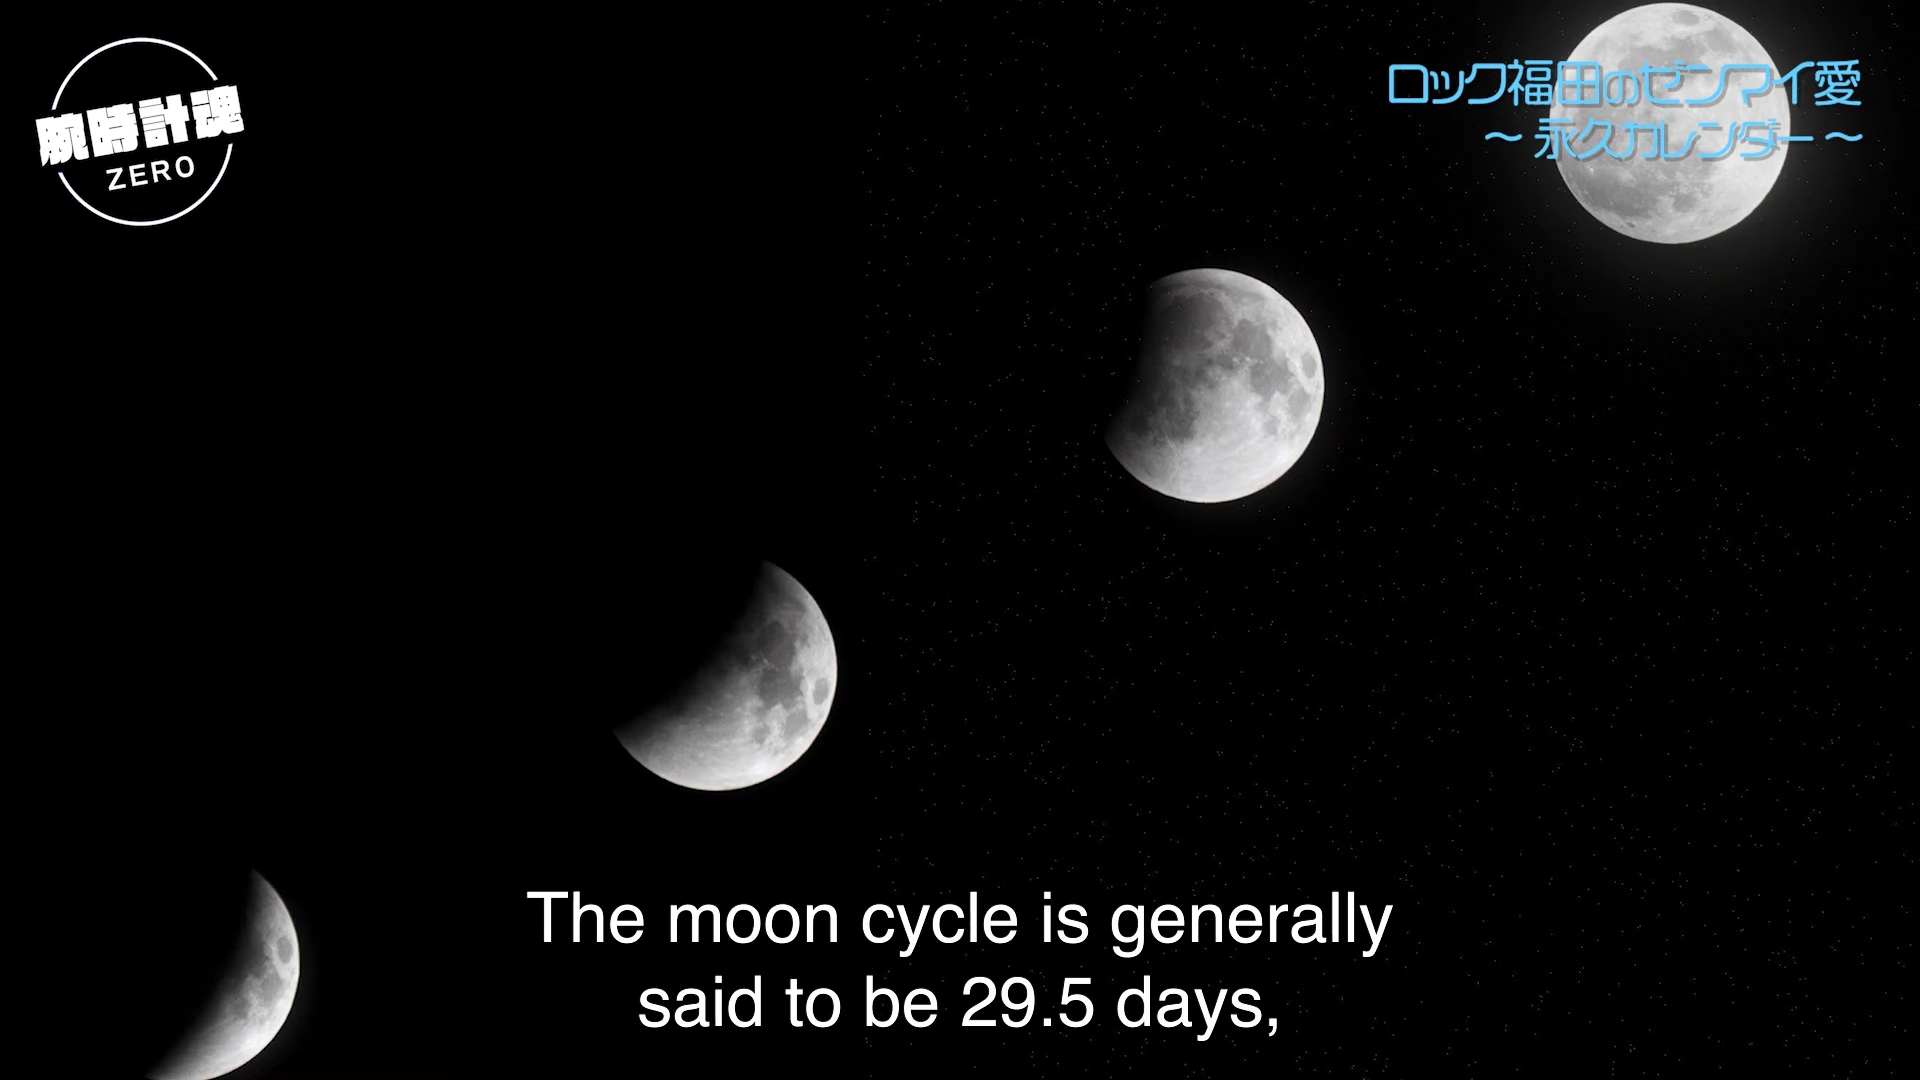 腕時計魂
ZERO
ロック福田のゼンマイ愛
～永久カレンダー～
The moon cycle is generally
said to be 29.5 days,